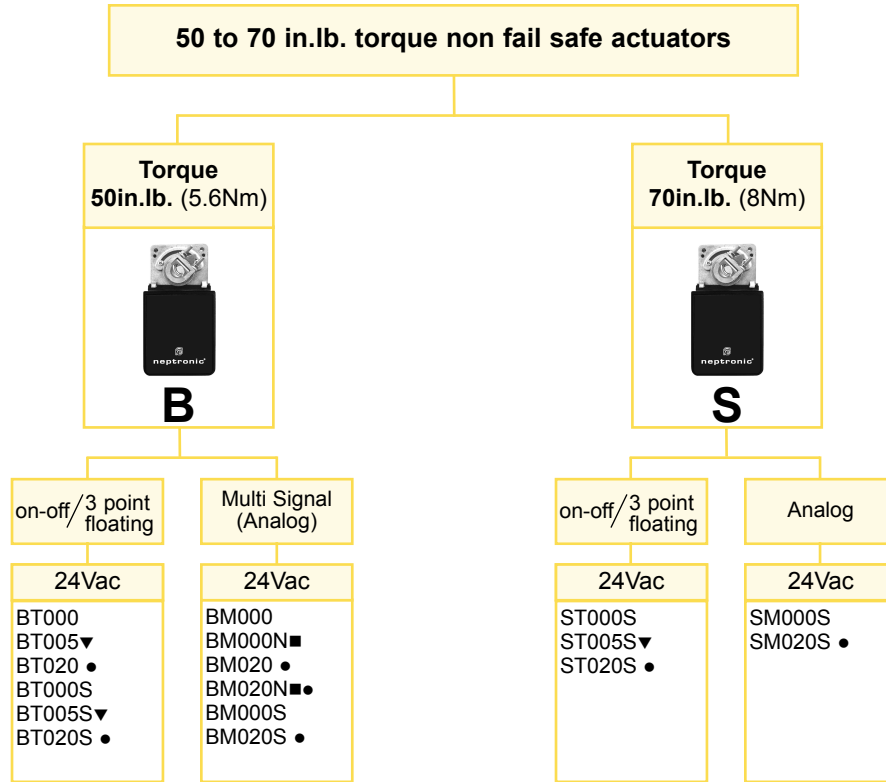 50 to 70 in.lb. torque non fail safe actuators
Torque
50in.lb. (5.6Nm)
neptronic
B
on-off/3 point
floating
24Vac
BT000
BT005▼
BT020 ●
BT000S
BT005S▼
BT020S ●
Multi Signal
(Analog)
24Vac
BM000
BM000N■
BM020 ●
BM020N■●
BM000S
BM020S ●
Torque
70in.lb. (8Nm)
neptronic
S
on-off/3 point
floating
24Vac
ST000S
ST005S▼
ST020S ●
Analog
24Vac
SM000S
SM020S ●